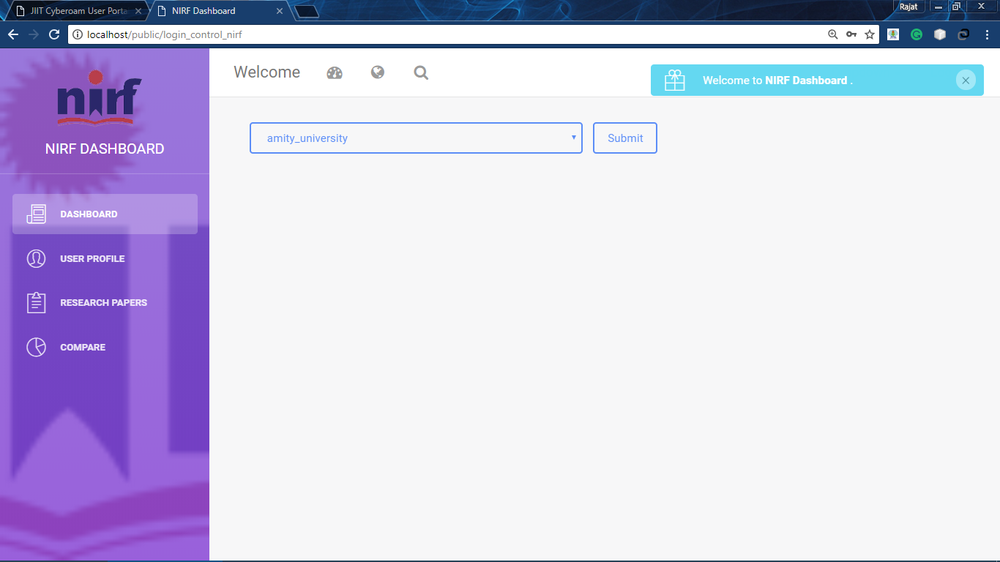 JIIT Cyberoam User Porta
NIRF Dashboard
Rajat
localhost/public/login_control_nirf
nirf
NIRF DASHBOARD
DASHBOARD
USER PROFILE
RESEARCH PAPERS
COMPARE
Welcome
Welcome to NIRF Dashboard .
amity_university
Submit